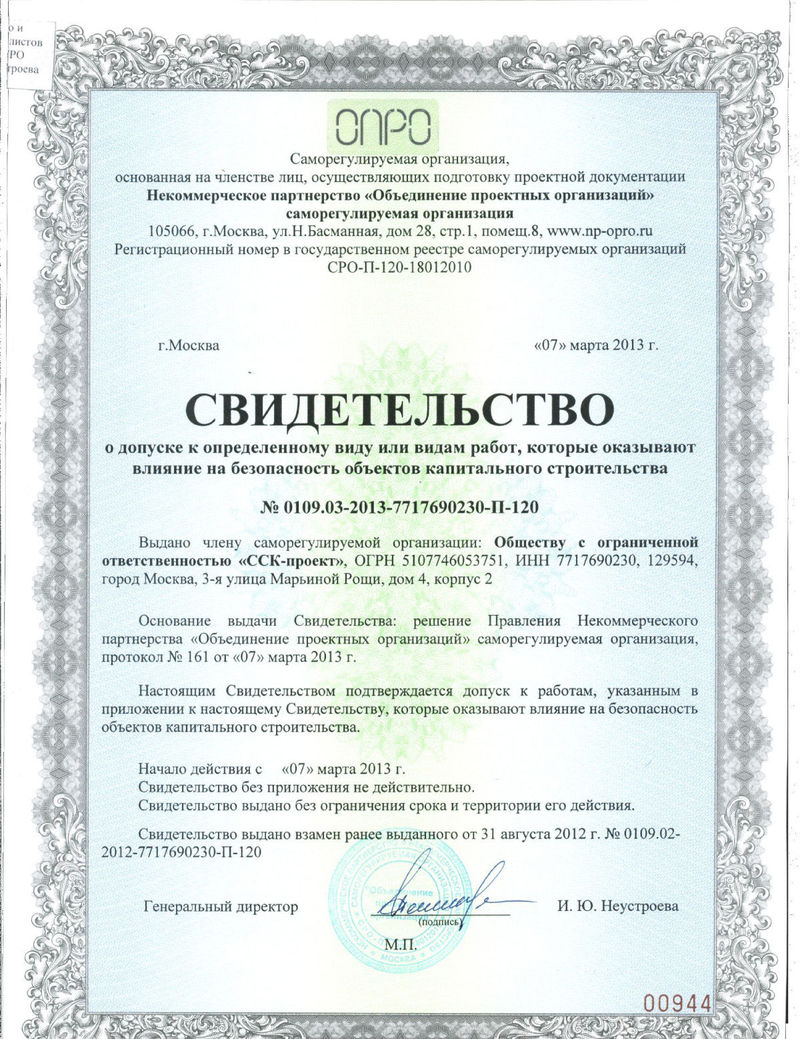 о и
листов
РО
троева
ОПРО
Саморегулируемая организация,
основанная на членстве лиц, осуществляющих подготовку проектной документации
Некоммерческое партнерство «Объединение проектных организаций»
саморегулируемая организация
105066, г.Москва, ул.Н.Басманная, дом 28, стр.1, помещ.8, www.np-opro.ru
Регистрационный номер в государственном реестре саморегулируемых организаций
СРО-П-120-18012010
г.Москва «07» марта 2013 г.
СВИДЕТЕЛЬСТВО
о допуске к определенному виду или видам работ, которые оказывают
влияние на безопасность объектов капитального строительства
№ 0109.03-2013-7717690230-П-120
Выдано члену саморегулируемой организации: Обществу с ограниченной
ответственностью «ССК-проект», ОГРН 5107746053751, ИНН 7717690230, 129594,
город Москва, 3-я улица Марьиной Рощи, дом 4, корпус 2
Основание выдачи Свидетельства: решение Правления Некоммерческого
партнерства «Объединение проектных организаций» саморегулируемая организация,
протокол № 161 от «07» марта 2013 г.
Настоящим Свидетельством подтверждается допуск к работам, указанным в
приложении к настоящему Свидетельству, которые оказывают влияние на безопасность
объектов капитального строительства.
Начало действия с «07» марта 2013 г.
Свидетельство без приложения не действительно.
Свидетельство выдано без ограничения срока и территории его действия.
Свидетельство выдано взамен ранее выданного от 31 августа 2012 г. № 0109.02-
2012-7717690230-П-120
Генеральный директор И. Ю. Неустроева
(подпись)
М.П.
МОСКВА
00944